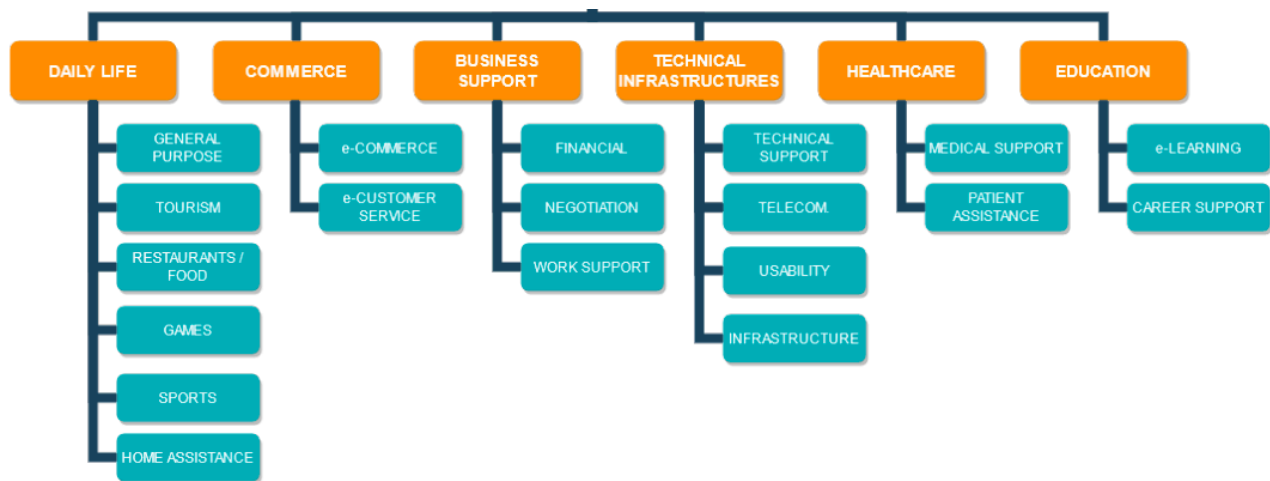 DAILY LIFE
COMMERCE
BUSINESS
SUPPORT
TECHNICAL
INFRASTRUCTURES
HEALTHCARE
EDUCATION
GENERAL
PURPOSE
TOURISM
RESTAURANTS /
FOOD
GAMES
SPORTS
HOME ASSISTANCE
e-COMMERCE
e-CUSTOMER
SERVICE
FINANCIAL
NEGOTIATION
WORK SUPPORT
TECHNICAL
SUPPORT
TELECOM.
USABILITY
INFRASTRUCTURE
MEDICAL SUPPORT
PATIENT
ASSISTANCE
e-LEARNING
CAREER SUPPORT